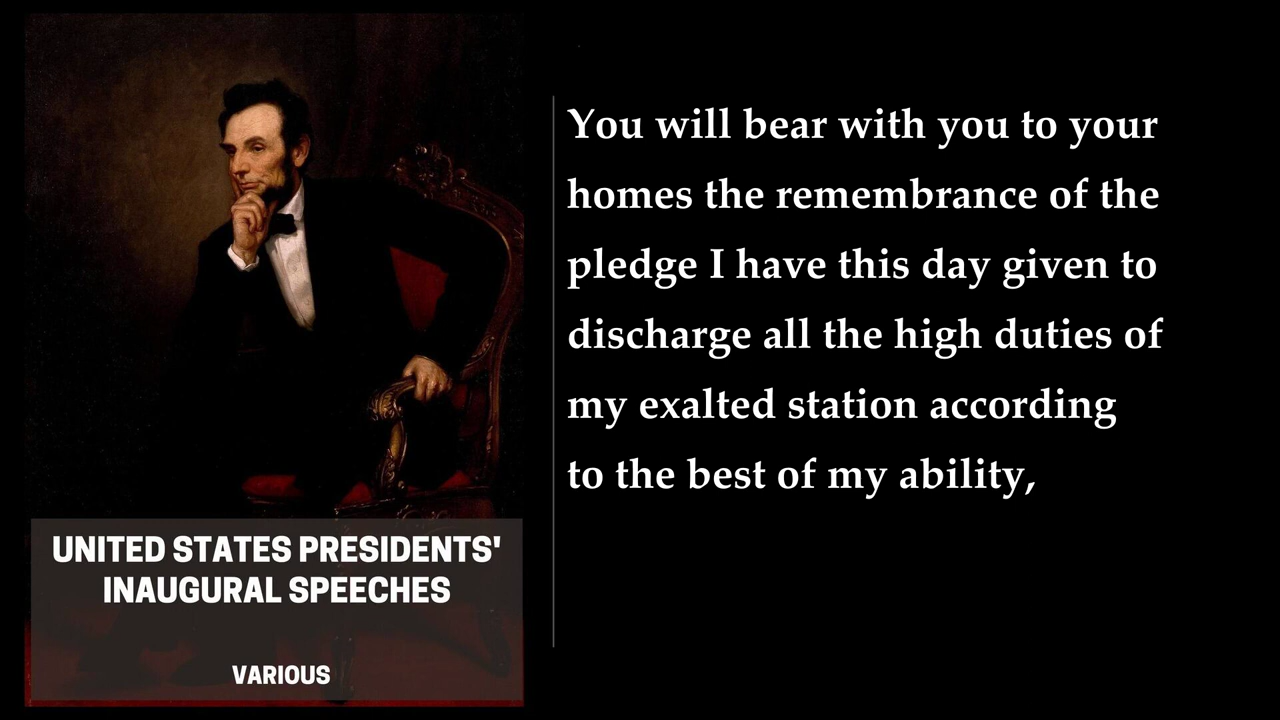 You will bear with you to your
homes the remembrance of the
pledge I have this day given to
discharge all the high duties of
my exalted station according
to the best of my ability,
UNITED STATES PRESIDENTS'
INAUGURAL SPEECHES
VARIOUS